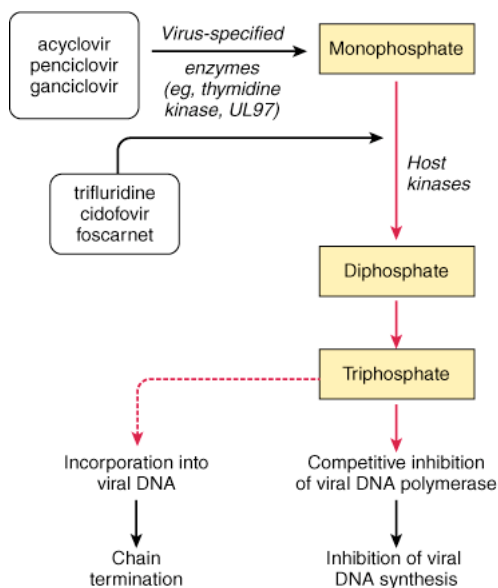 acyclovir
penciclovir
ganciclovir
Virus-specified
enzymes
(eg, thymidine
kinase, UL97)
Monophosphate
trifluridine
cidofovir
foscarnet
Host
kinases
Diphosphate
Triphosphate
Incorporation into
viral DNA
Competitive inhibition
of viral DNA polymerase
Chain
termination
Inhibition of viral
DNA synthesis